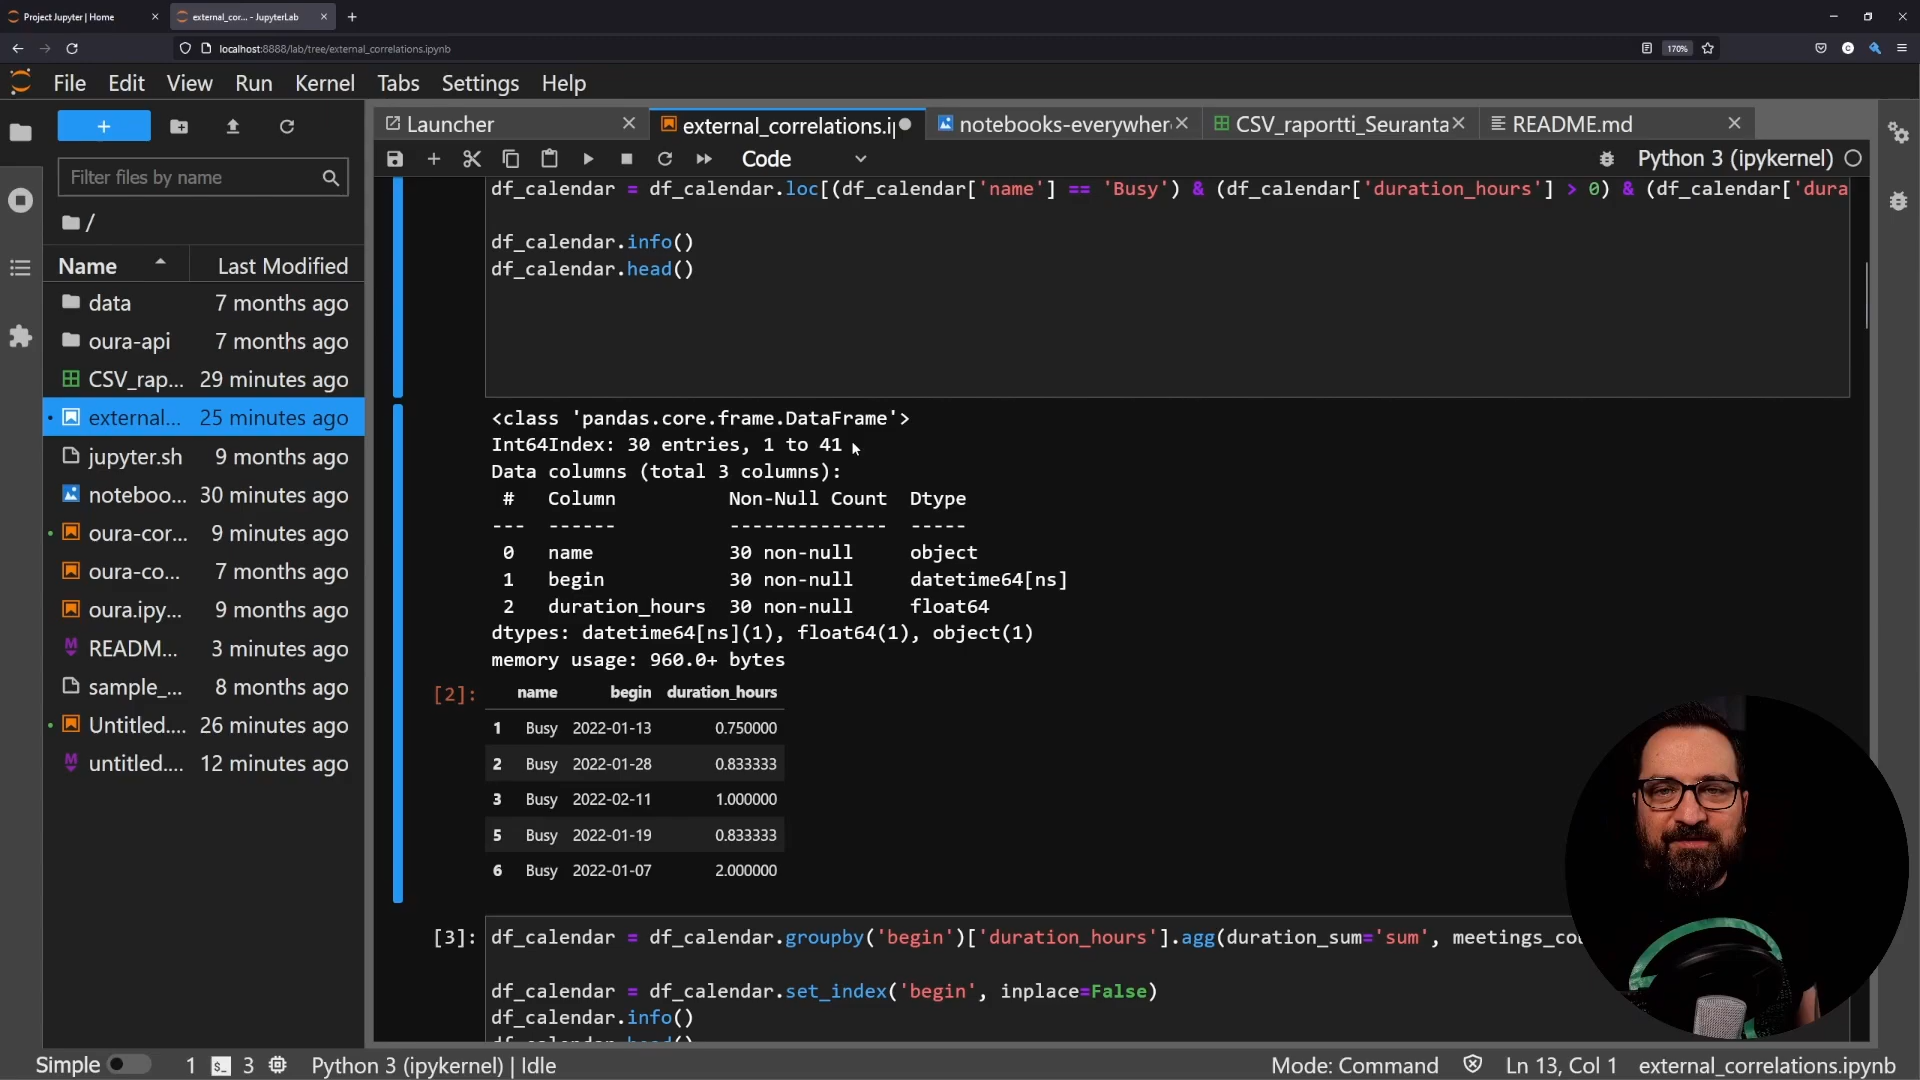 Project Jupyter | Home
external_cor... - JupyterLab
localhost:8888/lab/tree/external_correlations.ipynb
170%
File Edit View Run Kernel Tabs Settings Help
+
Filter files by name
/
Name Last Modified
data 7 months ago
oura-api 7 months ago
CSV_rap... 29 minutes ago
external... 25 minutes ago
jupyter.sh 9 months ago
noteboo... 30 minutes ago
oura-cor... 9 minutes ago
oura-co... 7 months ago
oura.ipy... 9 months ago
READM... 3 minutes ago
sample_... 8 months ago
Untitled.... 26 minutes ago
untitled.... 12 minutes ago
Launcher
external_correlations.i
notebooks-everywher
CSV_raportti_Seuranta
README.md
Code
Python 3 (ipykernel)
df_calendar = df_calendar.loc[(df_calendar['name'] == 'Busy') & (df_calendar['duration_hours'] > 0) & (df_calendar['dura
df_calendar.info()
df_calendar.head()
<class 'pandas.core.frame.DataFrame'>
Int64Index: 30 entries, 1 to 41
Data columns (total 3 columns):
# Column Non-Null Count Dtype
--- ------ -------------- -----
0 name 30 non-null object
1 begin 30 non-null datetime64[ns]
2 duration_hours 30 non-null float64
dtypes: datetime64[ns](1), float64(1), object(1)
memory usage: 960.0+ bytes
[2]: name begin duration_hours
1 Busy 2022-01-13 0.750000
2 Busy 2022-01-28 0.833333
3 Busy 2022-02-11 1.000000
5 Busy 2022-01-19 0.833333
6 Busy 2022-01-07 2.000000
[3]: df_calendar = df_calendar.groupby('begin')['duration_hours'].agg(duration_sum='sum', meetings_cou
df_calendar = df_calendar.set_index('begin', inplace=False)
df_calendar.info()
Simple 1 3 Python 3 (ipykernel) | Idle
Mode: Command Ln 13, Col 1 external_correlations.ipynb